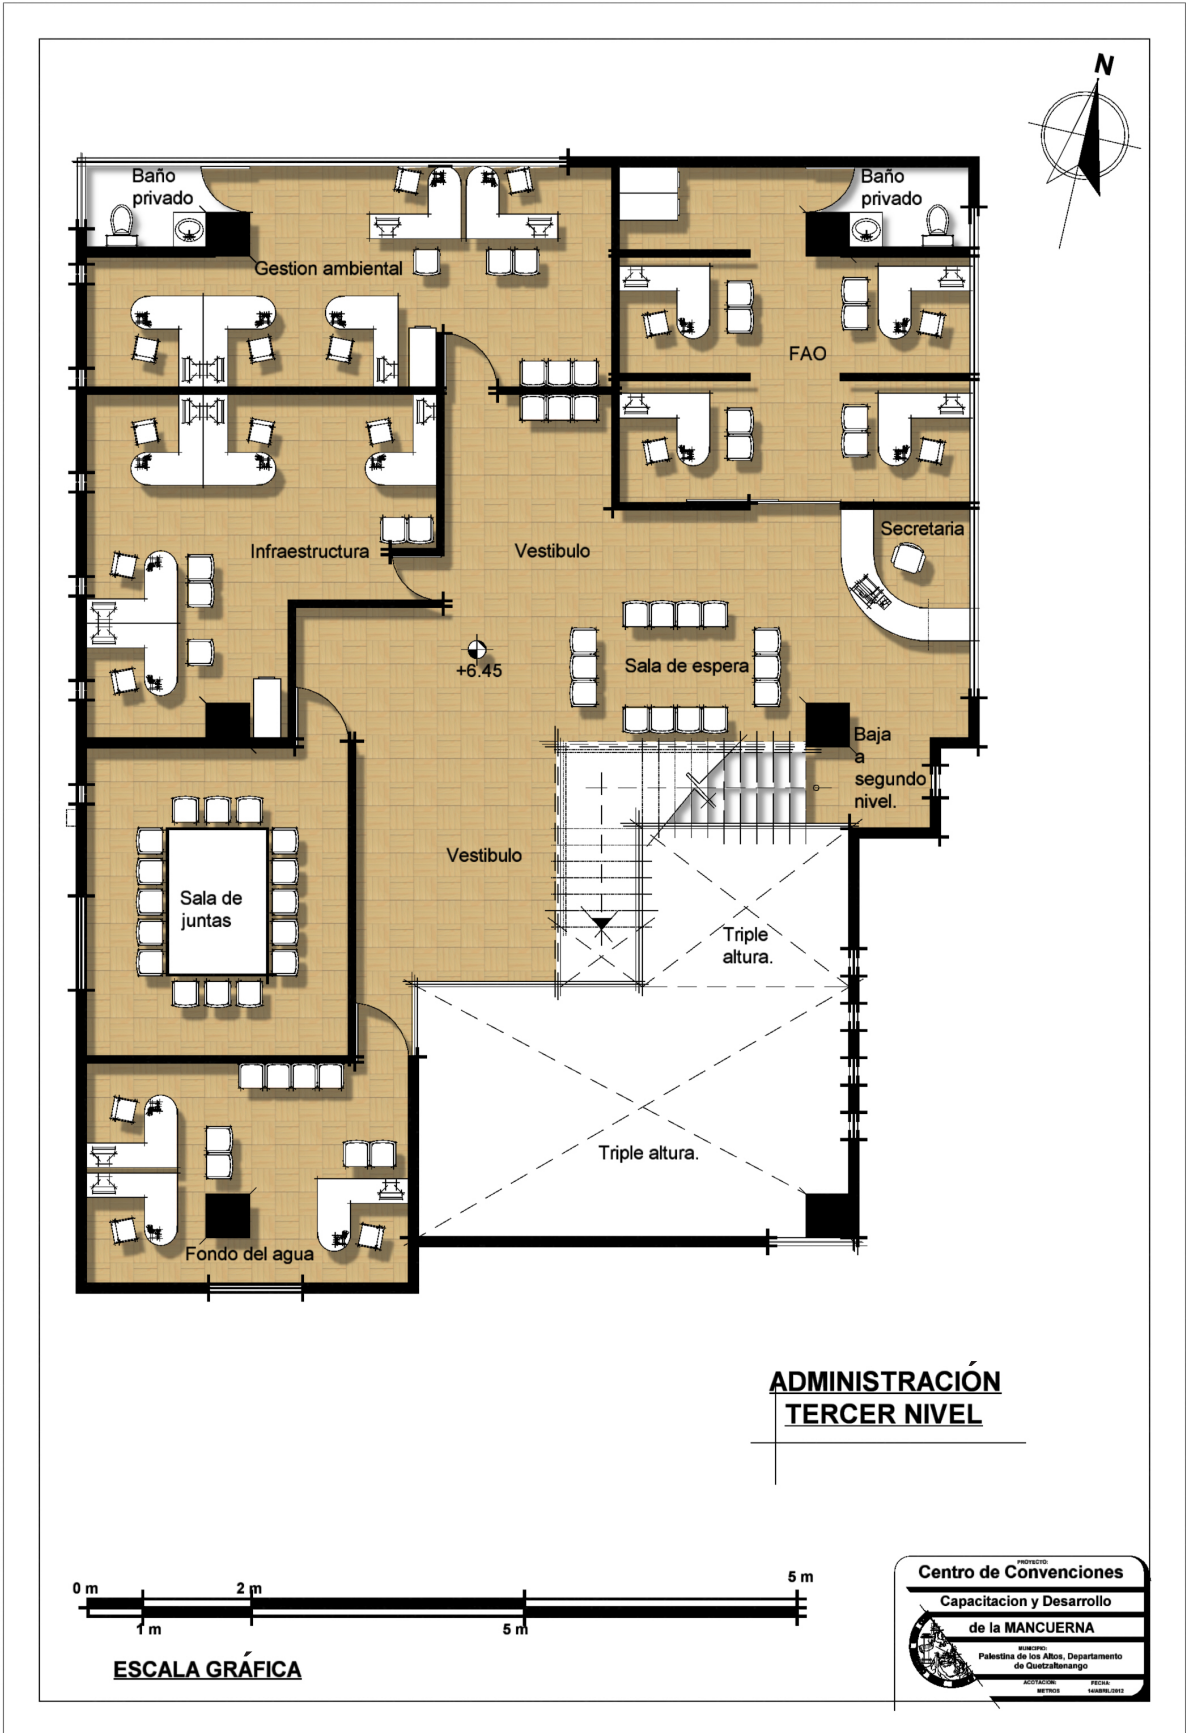 N
Baño
privado
Baño
privado
Gestion ambiental
FAO
Secretaria
Infraestructura
Vestibulo
Sala de espera
+6.45
Baja
a
segundo
nivel.
Vestibulo
Sala de
juntas
Triple
altura.
Triple altura.
Fondo del agua
ADMINISTRACIÓN
TERCER NIVEL
0 m 2 m 5 m
1 m 5 m
ESCALA GRÁFICA
PROYECTO:
Centro de Convenciones
Capacitacion y Desarrollo
de la MANCUERNA
MUNICIPIO:
Palestina de los Altos, Departamento
de Quetzaltenango
ACOTACION: FECHA:
METROS 14/ABRIL/2012